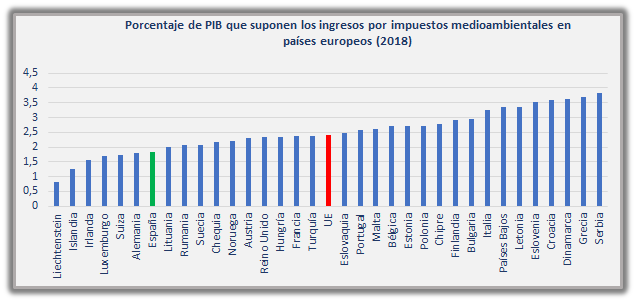 Porcentaje de PIB que suponen los ingresos por impuestos medioambientales en
países europeos (2018)
4,5
4
3,5
3
2,5
2
1,5
1
0,5
0
Liechtenstein
Islandia
Irlanda
Luxemburgo
Suiza
Alemania
España
Lituania
Rumania
Suecia
Chequia
Noruega
Austria
Reino Unido
Hungría
Francia
Turquía
UE
Eslovaquia
Portugal
Malta
Bélgica
Estonia
Polonia
Chipre
Finlandia
Bulgaria
Italia
Países Bajos
Letonia
Eslovenia
Croacia
Dinamarca
Grecia
Serbia